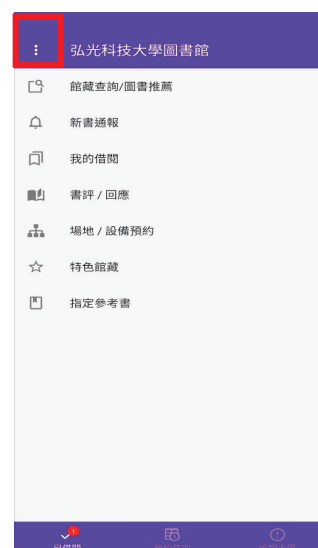 弘光科技大學圖書館
館藏查詢/圖書推薦
新書通報
我的借閱
書評 / 回應
場地 / 設備預約
特色館藏
指定參考書
1